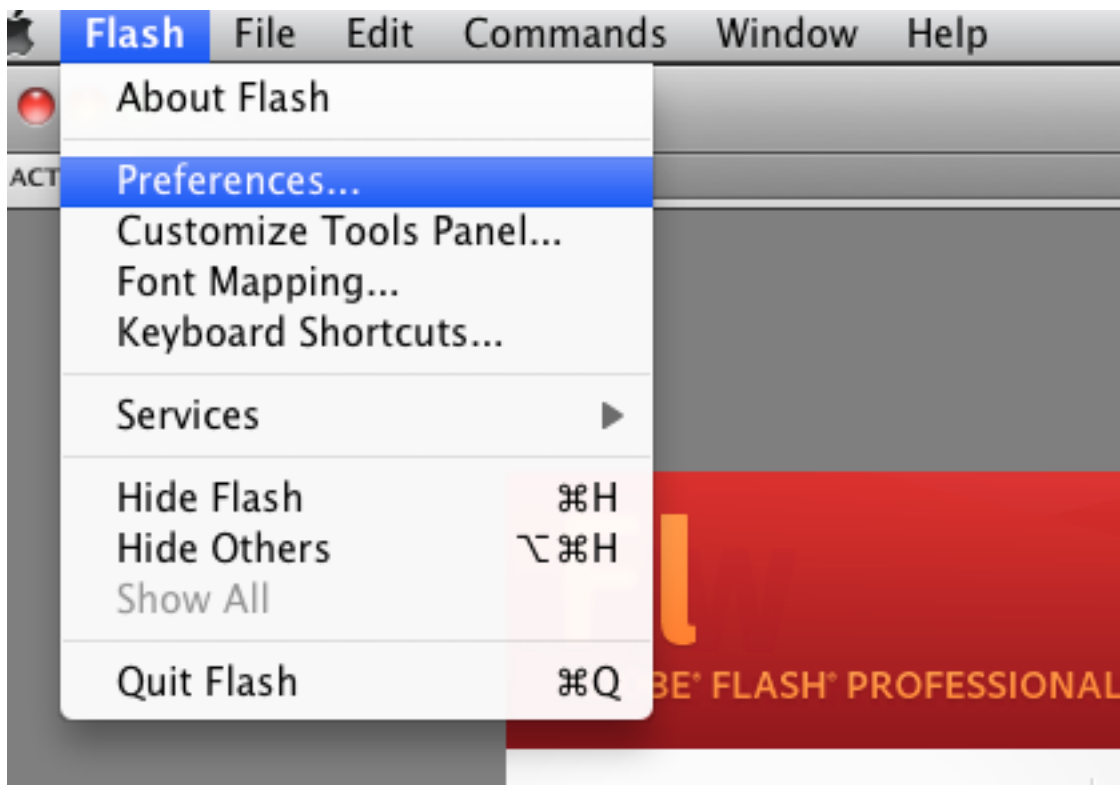 Flash File Edit Commands Window Help
About Flash
ACT
Preferences...
Customize Tools Panel...
Font Mapping...
Keyboard Shortcuts...
Services
Hide Flash ⌘H
Hide Others ⌥⌘H
Show All
Quit Flash ⌘Q
Fl
BE® FLASH® PROFESSIONAL